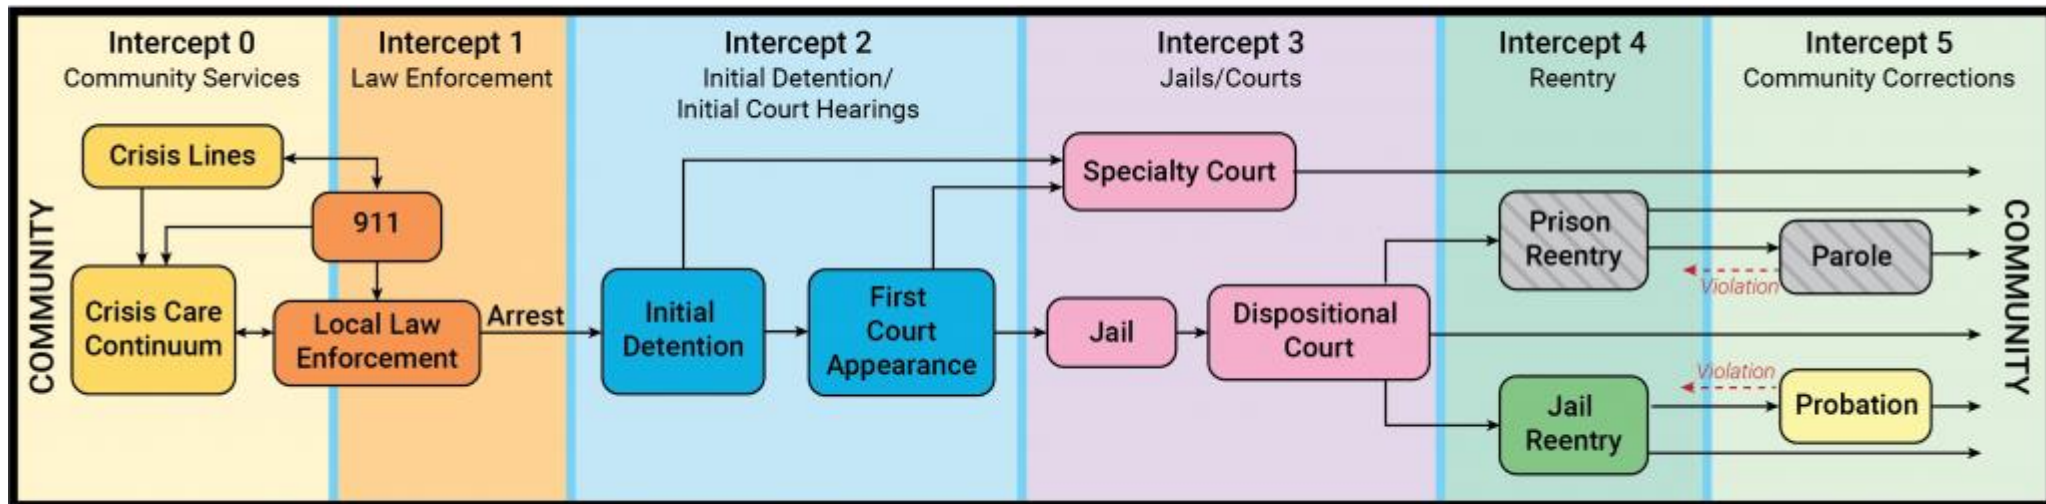 Intercept 0
Community Services
Intercept 1
Law Enforcement
Intercept 2
Initial Detention/
Initial Court Hearings
Intercept 3
Jails/Courts
Intercept 4
Reentry
Intercept 5
Community Corrections
COMMUNITY
Crisis Lines
911
Crisis Care
Continuum
Local Law
Enforcement
Arrest
Initial
Detention
First
Court
Appearance
Specialty Court
Jail
Dispositional
Court
Prison
Reentry
Parole
Violation
Jail
Reentry
Violation
Probation
COMMUNITY